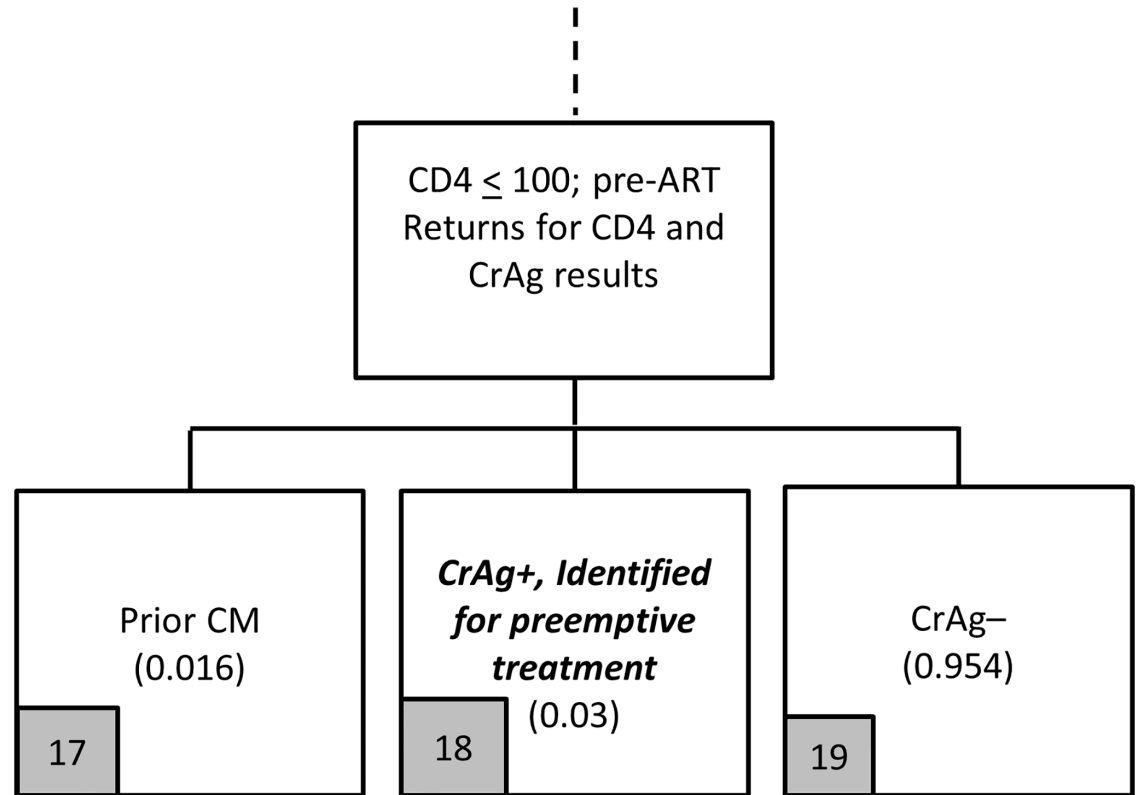 CD4 ≤ 100; pre-ART
Returns for CD4 and
CrAg results
Prior CM
(0.016)
17
CrAg+, Identified
for preemptive
treatment
(0.03)
18
CrAg–
(0.954)
19